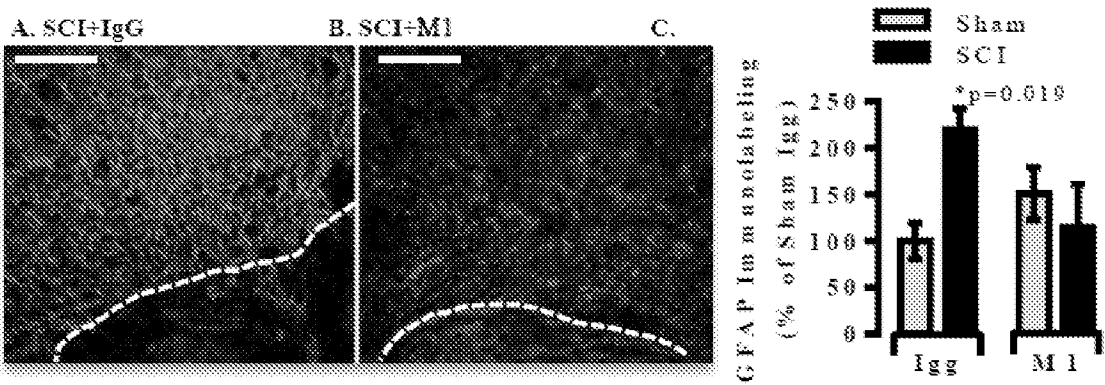 A. SCI+IgG
B. SCI+M1
C.
Sham
SCI
*p=0.019
GFAP Immunolabeling
(% of Sham Igg)
250
200
150
100
50
0
Igg
M1